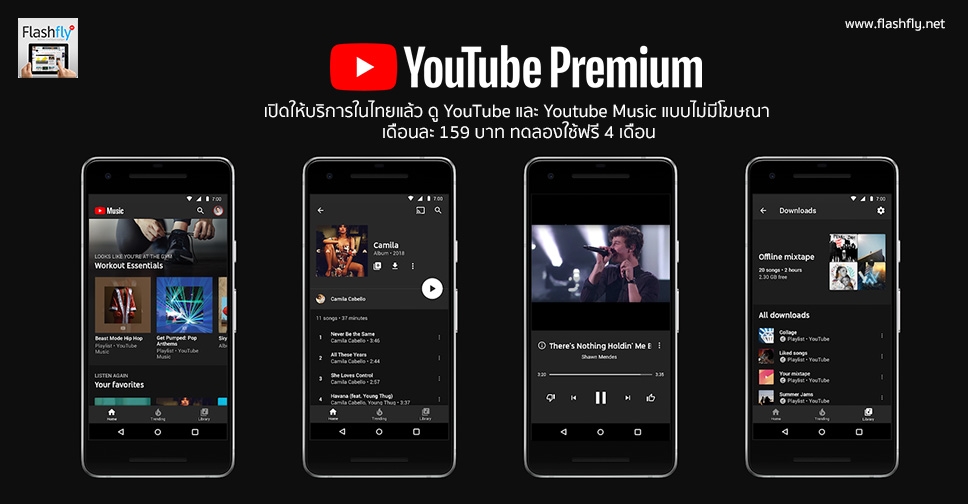 Flashfly
www.flashfly.net
YouTube Premium
เปิดให้บริการในไทยแล้ว ดู YouTube และ Youtube Music แบบไม่มีโฆษณา
เดือนละ 159 บาท ทดลองใช้ฟรี 4 เดือน
7:00
Music
LOOKS LIKE YOU'RE AT THE GYM
Workout Essentials
Beast Mode Hip Hop
Playlist • YouTube
Music
Get Pumped: Pop
Anthems
Playlist • YouTube
Music
Sky
Alb
LISTEN AGAIN
Your favorites
Home
Trending
Library
7:00
Camila
Album • 2018
Camila Cabello
11 songs • 37 minutes
1 Never Be the Same
Camila Cabello • 3:46
2 All These Years
Camila Cabello • 2:44
3 She Loves Control
Camila Cabello • 2:57
4 Havana (feat. Young Thug)
Camila Cabello, Young Thug • 3:37
Home
Trending
Library
There's Nothing Holdin' Me B
Shawn Mendes
3:20
3:35
7:00
Downloads
Offline mixtape
20 songs • 2 hours
2.30 GB free
All downloads
Collage
Playlist • YouTube
Liked songs
Playlist • YouTube
Your mixtape
Playlist • YouTube
Summer Jams
Playlist • YouTube
Home
Trending
Library